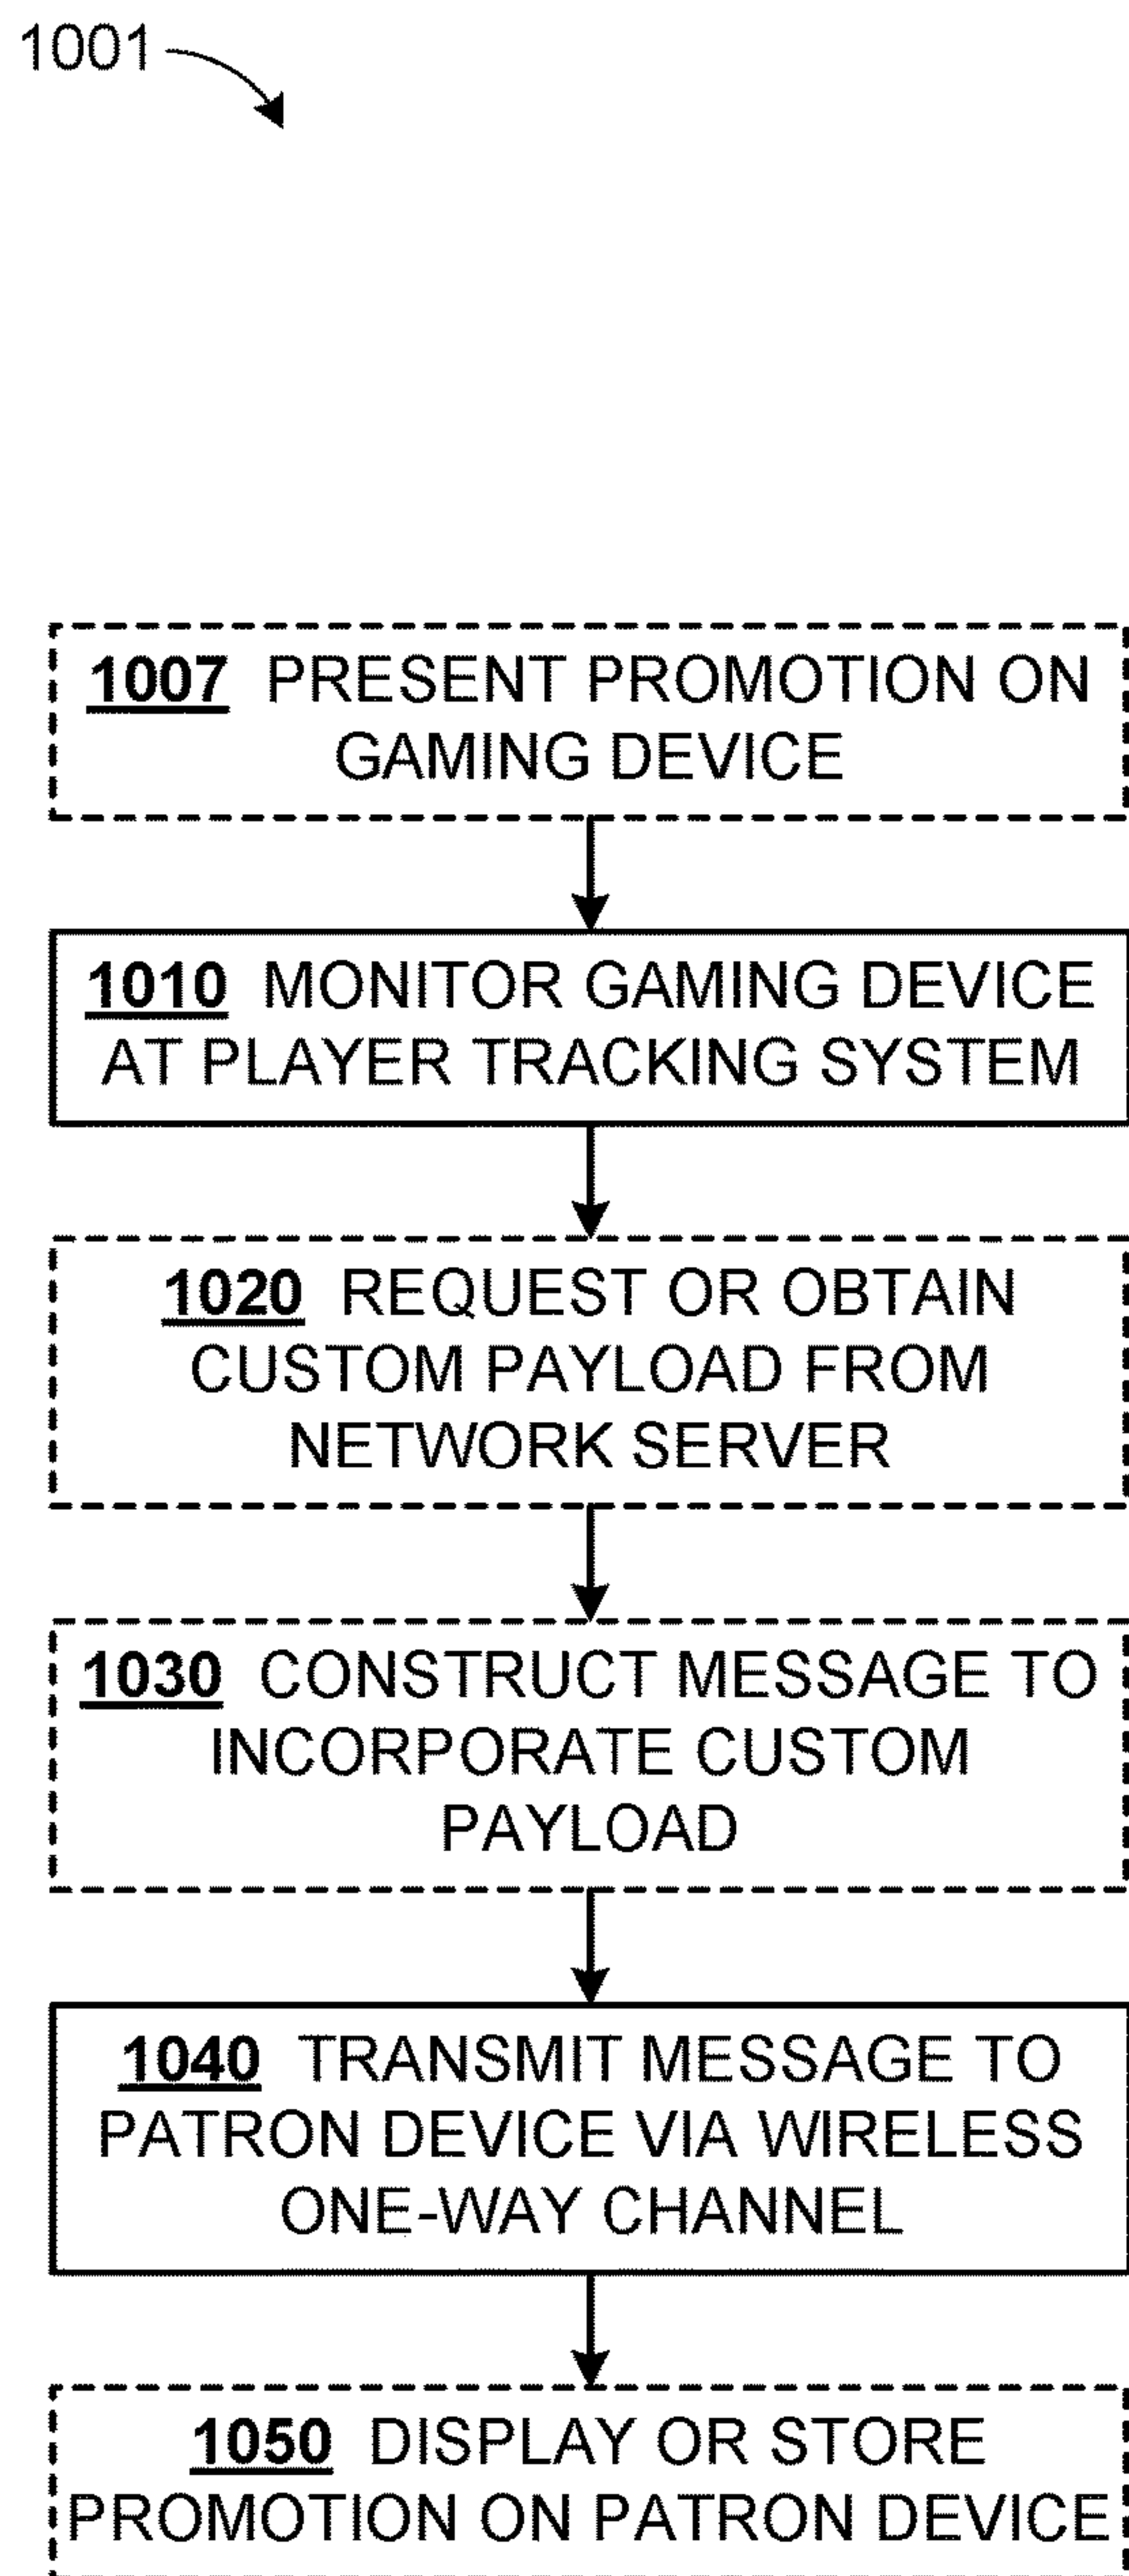 1001
1007 PRESENT PROMOTION ON
GAMING DEVICE
1010 MONITOR GAMING DEVICE
AT PLAYER TRACKING SYSTEM
1020 REQUEST OR OBTAIN
CUSTOM PAYLOAD FROM
NETWORK SERVER
1030 CONSTRUCT MESSAGE TO
INCORPORATE CUSTOM
PAYLOAD
1040 TRANSMIT MESSAGE TO
PATRON DEVICE VIA WIRELESS
ONE-WAY CHANNEL
1050 DISPLAY OR STORE
PROMOTION ON PATRON DEVICE